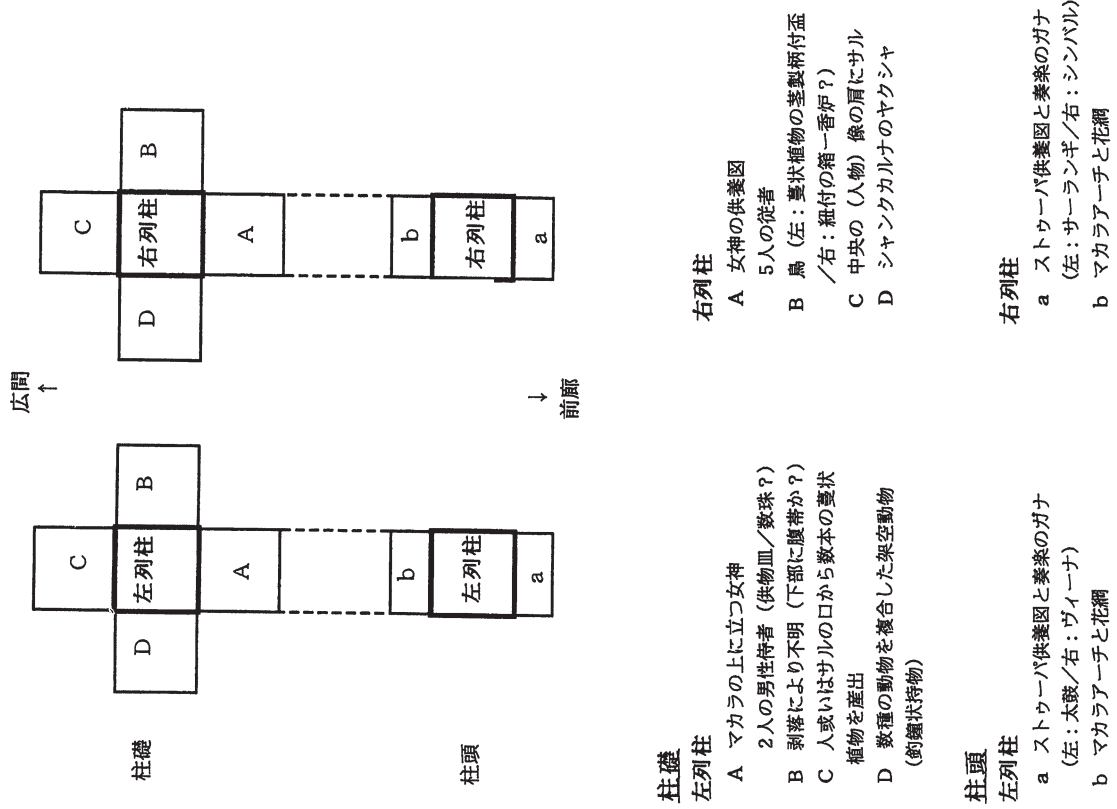 広間
↑
C
C
柱礎 D 左列柱 B
D 右列柱 B
A
A
b
b
柱頭 左列柱
右列柱
a
a
↓
前廊
柱礎
左列柱
A マカラの上に立つ女神
2人の男性侍者（供物皿／数珠？）
B 剥落により不明（下部に腹帯か？）
C 人或いはサルの口から数本の蔓状
植物を産出
D 数種の動物を複合した架空動物
（釣鐘状持物）
右列柱
A 女神の供養図
5人の従者
B 鳥（左：蔓状植物の茎製柄付盃
／右：紐付の箱ー香炉？）
C 中央の（人物）像の肩にサル
D シャンクカルナのヤクシャ
柱頭
左列柱
a ストゥーパ供養図と奏楽のガナ
（左：太鼓／右：ヴィーナ）
b マカラアーチと花綱
右列柱
a ストゥーパ供養図と奏楽のガナ
（左：サーランギ／右：シンバル）
b マカラアーチと花綱